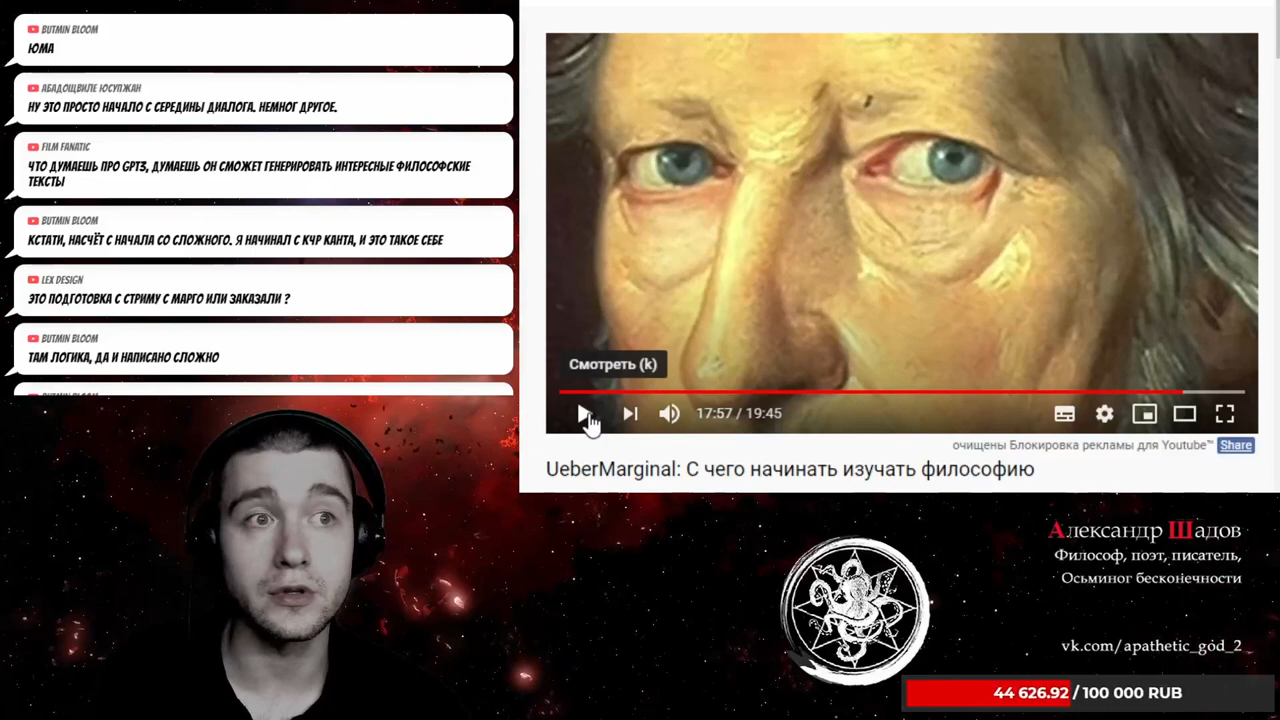 BUTMIN BLOOM
ЮМА
АБАДОЩВИЛЕ ЮСУПЖАН
НУ ЭТО ПРОСТО НАЧАЛО С СЕРЕДИНЫ ДИАЛОГА. НЕМНОГ ДРУГОЕ.
FILM FANATIC
ЧТО ДУМАЕШЬ ПРО GPT3, ДУМАЕШЬ ОН СМОЖЕТ ГЕНЕРИРОВАТЬ ИНТЕРЕСНЫЕ ФИЛОСОФСКИЕ
ТЕКСТЫ
BUTMIN BLOOM
КСТАТИ, НАСЧЁТ С НАЧАЛА СО СЛОЖНОГО. Я НАЧИНАЛ С КЧР КАНТА, И ЭТО ТАКОЕ СЕБЕ
LEX DESIGN
ЭТО ПОДГОТОВКА С СТРИМУ С МАРГО ИЛИ ЗАКАЗАЛИ ?
BUTMIN BLOOM
ТАМ ЛОГИКА, ДА И НАПИСАНО СЛОЖНО
Смотреть (k)
17:57 / 19:45
очищены Блокировка рекламы для Youtube™ Share
UeberMarginal: С чего начинать изучать философию
Александр Шадов
Философ, поэт, писатель,
Осьминог бесконечности
vk.com/apathetic_god_2
44 626.92 / 100 000 RUB